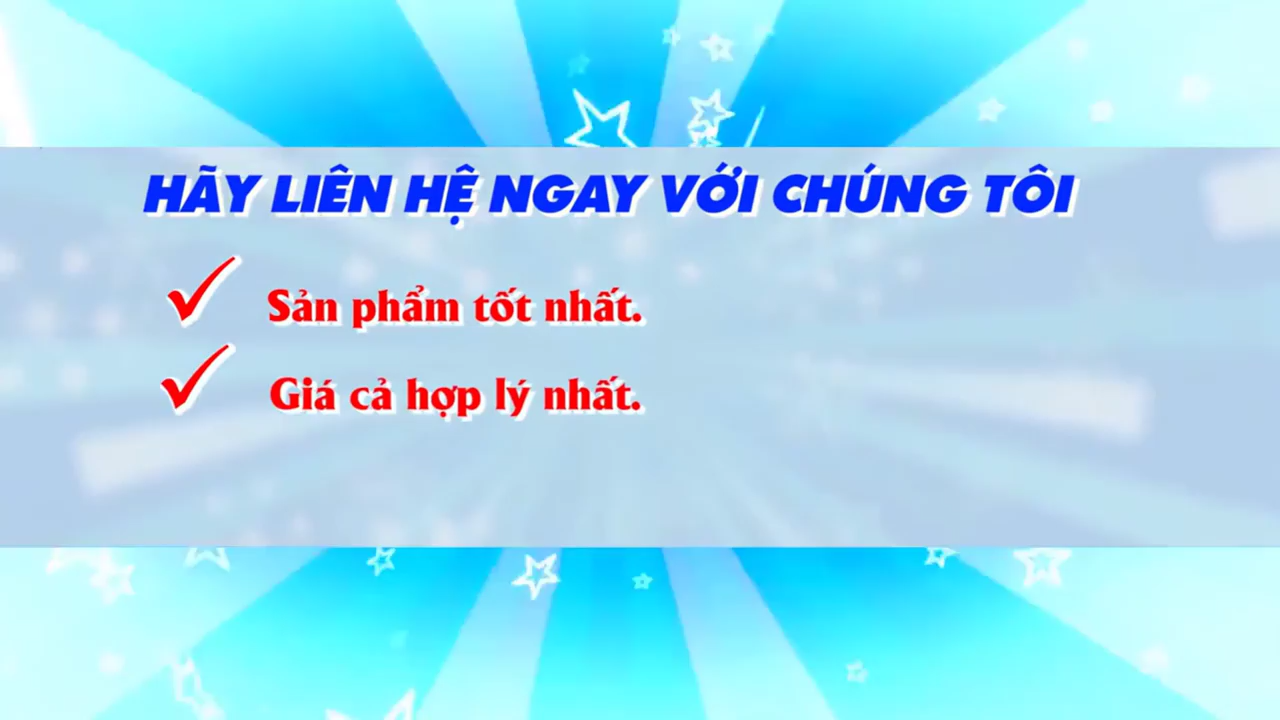 HÃY LIÊN HỆ NGAY VỚI CHÚNG TÔI
Sản phẩm tốt nhất.
Giá cả hợp lý nhất.